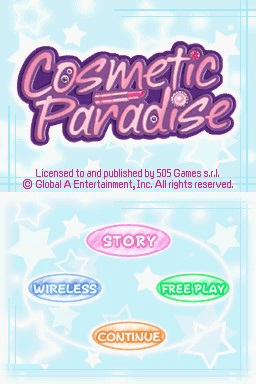 Cosmetic
Paradise
Licensed to and published by 505 Games s.r.l.
© Global A Entertainment, Inc. All rights reserved.
STORY
WIRELESS
FREE PLAY
CONTINUE